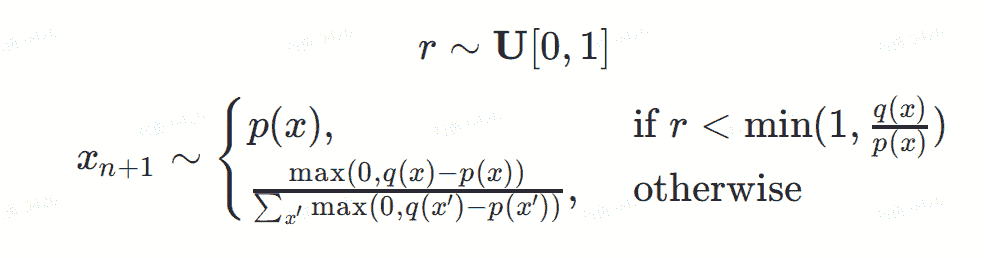 r ∼ U[0, 1]
x_{n+1} ∼ { p(x), if r < min(1, q(x)/p(x))
max(0,q(x)−p(x)) / ∑_{x′} max(0,q(x′)−p(x′)), otherwise